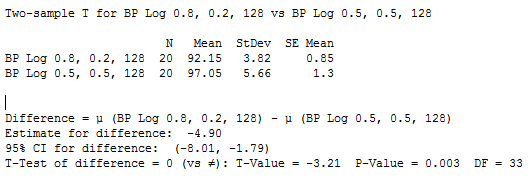 Two-sample T for BP Log 0.8, 0.2, 128 vs BP Log 0.5, 0.5, 128
N Mean StDev SE Mean
BP Log 0.8, 0.2, 128 20 92.15 3.82 0.85
BP Log 0.5, 0.5, 128 20 97.05 5.66 1.3
Difference = μ (BP Log 0.8, 0.2, 128) - μ (BP Log 0.5, 0.5, 128)
Estimate for difference: -4.90
95% CI for difference: (-8.01, -1.79)
T-Test of difference = 0 (vs ≠): T-Value = -3.21 P-Value = 0.003 DF = 33